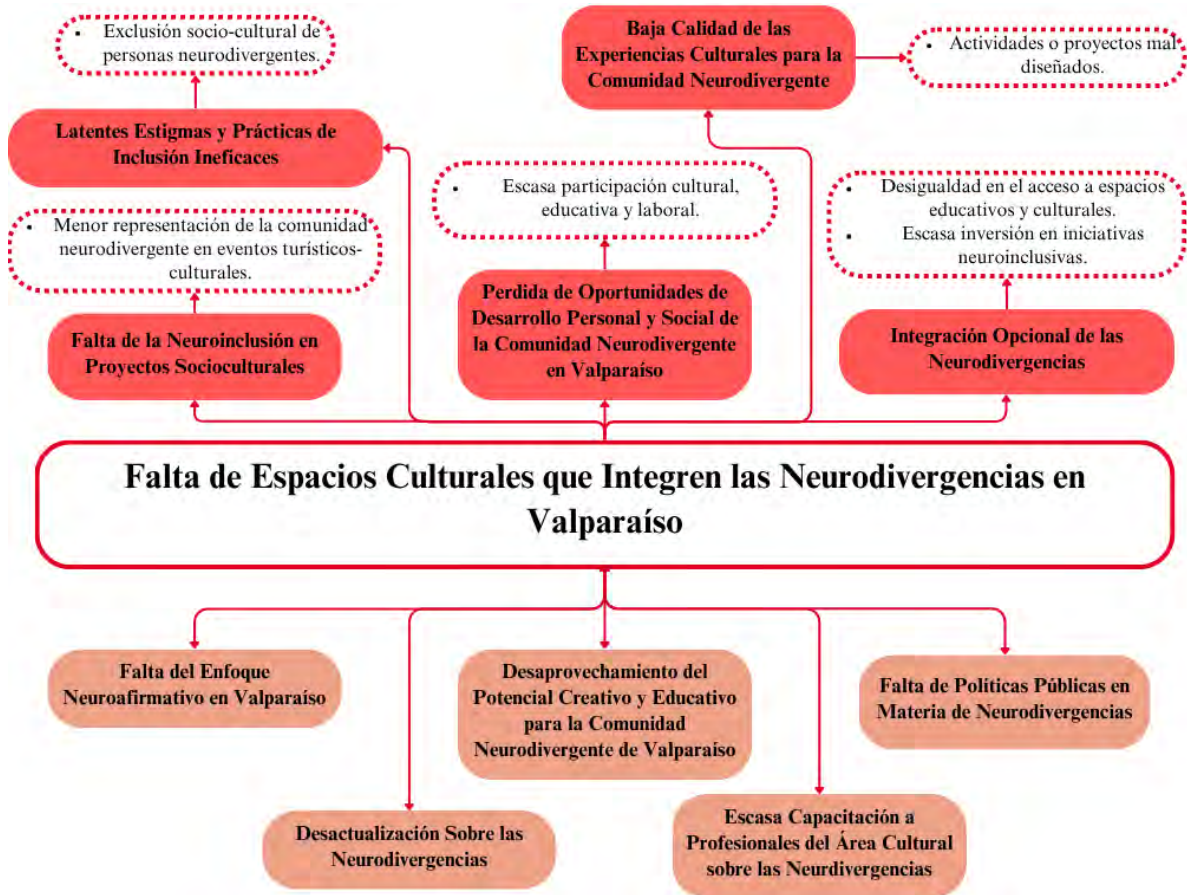 • Exclusión socio-cultural de
personas neurodivergentes.
Baja Calidad de las
Experiencias Culturales para la
Comunidad Neurodivergente
• Actividades o proyectos mal
diseñados.
Latentes Estigmas y Prácticas de
Inclusión Ineficaces
• Menor representación de la comunidad
neurodivergente en eventos turísticos-
culturales.
• Escasa participación cultural,
educativa y laboral.
• Desigualdad en el acceso a espacios
educativos y culturales.
• Escasa inversión en iniciativas
neuroinclusivas.
Falta de la Neuroinclusión en
Proyectos Socioculturales
Perdida de Oportunidades de
Desarrollo Personal y Social de
la Comunidad Neurodivergente
en Valparaíso
Integración Opcional de las
Neurodivergencias
Falta de Espacios Culturales que Integren las Neurodivergencias en
Valparaíso
Falta del Enfoque
Neuroafirmativo en Valparaíso
Desaprovechamiento del
Potencial Creativo y Educativo
para la Comunidad
Neurodivergente de Valparaíso
Falta de Políticas Públicas en
Materia de Neurodivergencias
Desactualización Sobre las
Neurodivergencias
Escasa Capacitación a
Profesionales del Área Cultural
sobre las Neurdivergencias